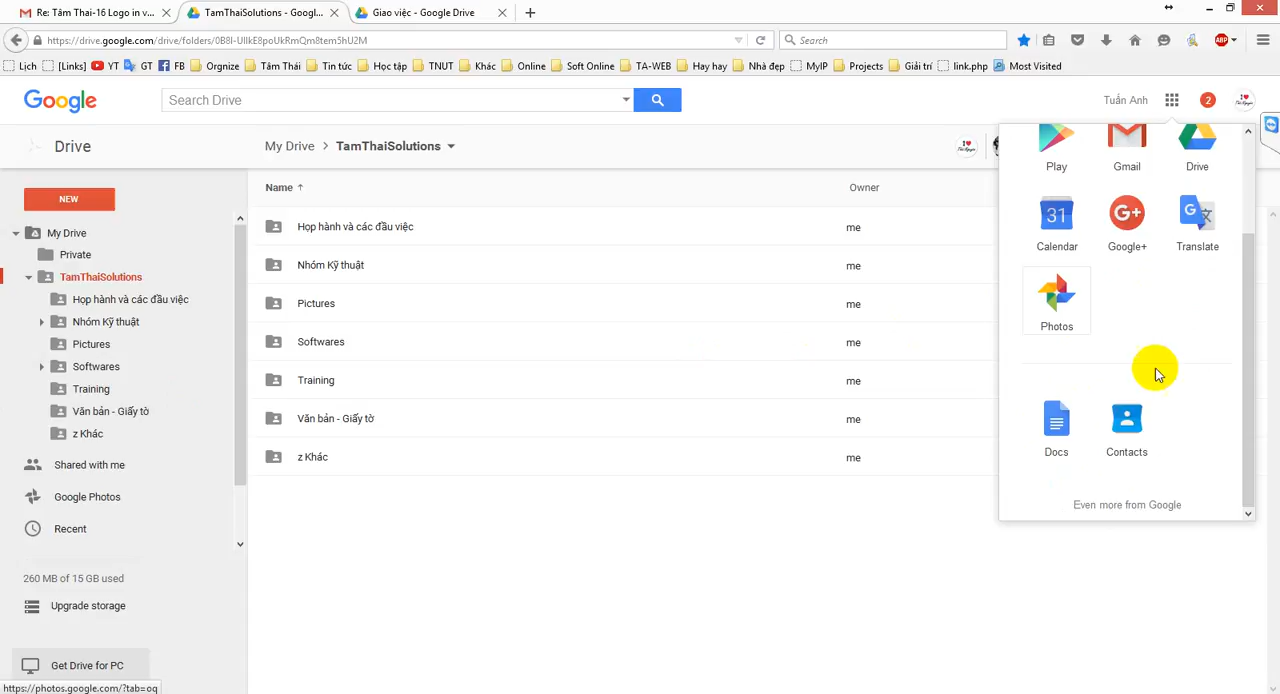 Re: Tâm Thai-16 Logo in v...
TamThaiSolutions - Googl...
Giao việc - Google Drive
https://drive.google.com/drive/folders/0B8I-UIlkE8poUkRmQm8tem5hU2M
Search
ABP
Lịch [Links] YT GT FB Orgnize Tâm Thái Tin tức Học tập TNUT Khác Online Soft Online TA-WEB Hay hay Nhà đẹp MyIP Projects Giải trí link.php Most Visited
Google
Search Drive
Tuấn Anh
2
Drive
My Drive > TamThaiSolutions
NEW
My Drive
Private
TamThaiSolutions
Họp hành và các đầu việc
Nhóm Kỹ thuật
Pictures
Softwares
Training
Văn bản - Giấy tờ
z Khác
Shared with me
Google Photos
Recent
260 MB of 15 GB used
Upgrade storage
Get Drive for PC
https://photos.google.com/?tab=oq
Name ↑ Owner
Họp hành và các đầu việc me
Nhóm Kỹ thuật me
Pictures me
Softwares me
Training me
Văn bản - Giấy tờ me
z Khác me
Play Gmail Drive
31
G+
G
Calendar Google+ Translate
Photos
Docs Contacts
Even more from Google